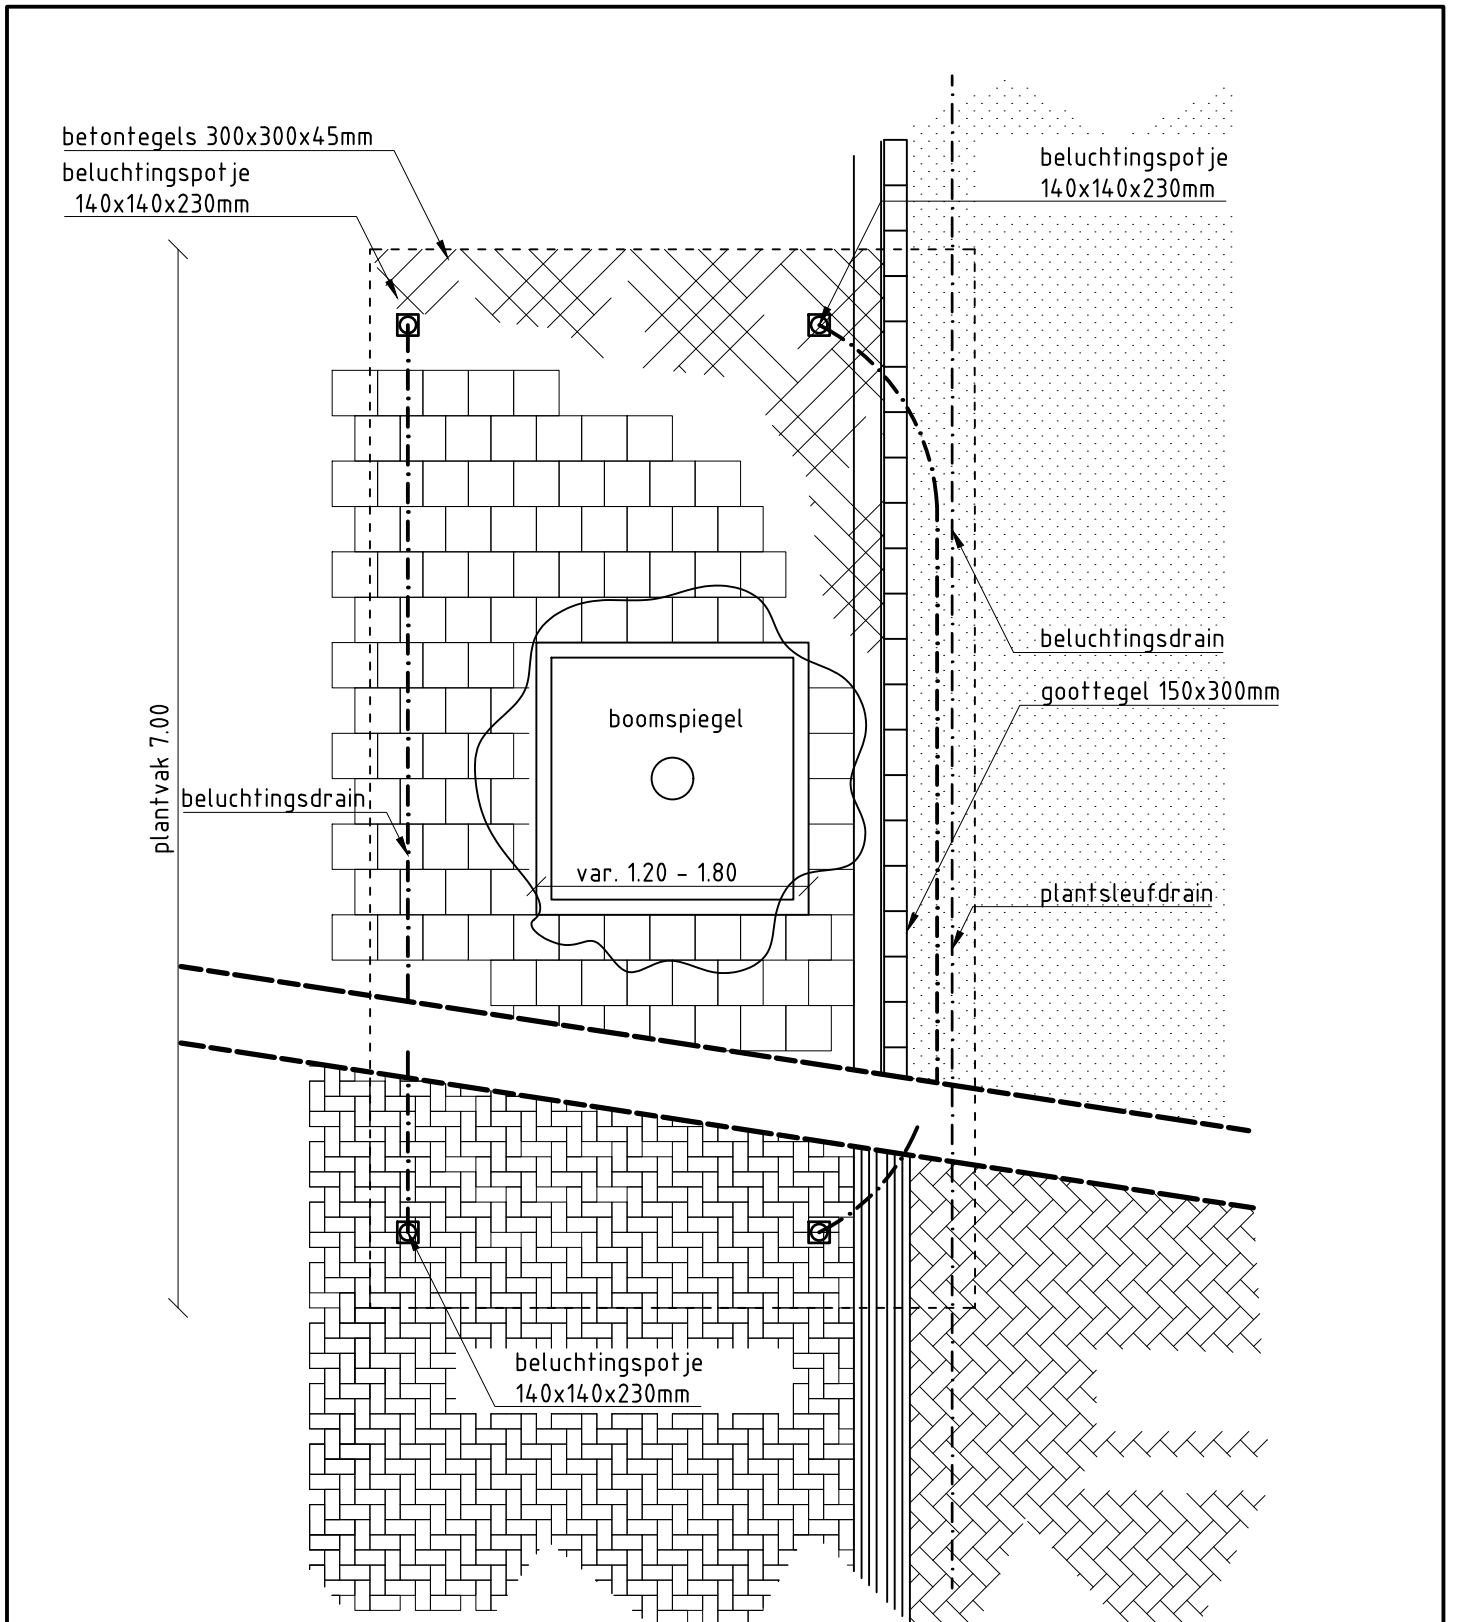 betontegels 300x300x45mm
beluchtingspotje
140x140x230mm
beluchtingspotje
140x140x230mm
beluchtingsdrain
goottegel 150x300mm
boomspiegel
plantvak 7.00
beluchtingsdrain
var. 1.20 - 1.80
plantsleufdrain
beluchtingspotje
140x140x230mm